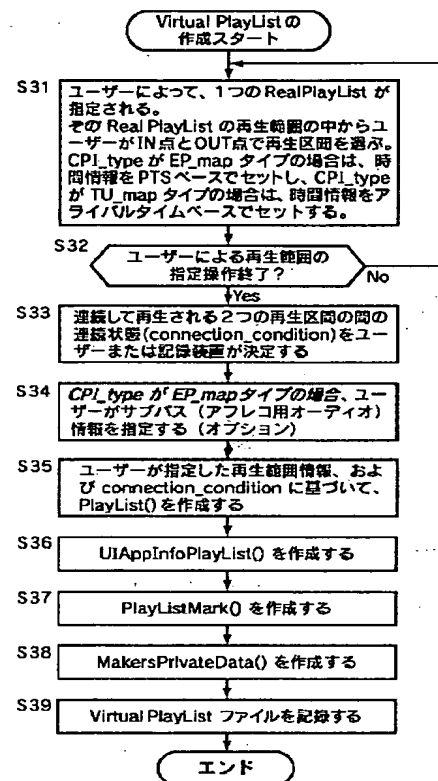 Virtual PlayListの
作成スタート
S31
ユーザーによって、1つのRealPlayListが
指定される。
そのReal PlayListの再生範囲の中からユ
ーザーがIN点とOUT点で再生区間を選ぶ。
CPI_typeがEP_mapタイプの場合は、時
間情報をPTSベースでセットし、CPI_type
がTU_mapタイプの場合は、時間情報をア
ライバルタイムベースでセットする。
S32
ユーザーによる再生範囲の
指定操作終了?
No
Yes
S33
連続して再生される2つの再生区間の間の
連続状態(connection_condition)をユー
ザーまたは記録装置が決定する
S34
CPI_typeがEP_mapタイプの場合、ユー
ザーがサブパス(アフレコ用オーディオ)
情報を指定する(オプション)
S35
ユーザーが指定した再生範囲情報、およ
びconnection_conditionに基づいて、
PlayList()を作成する
S36
UIAppInfoPlayList()を作成する
S37
PlayListMark()を作成する
S38
MakersPrivateData()を作成する
S39
Virtual PlayListファイルを記録する
エンド